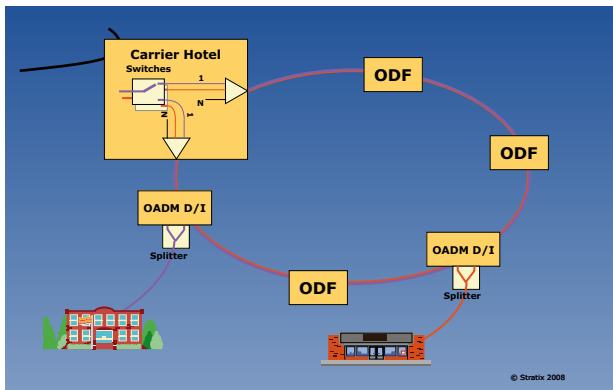 Carrier Hotel
Switches
1
N
N
1
ODF
ODF
OADM D/I
Splitter
OADM D/I
Splitter
ODF
© Stratix 2008